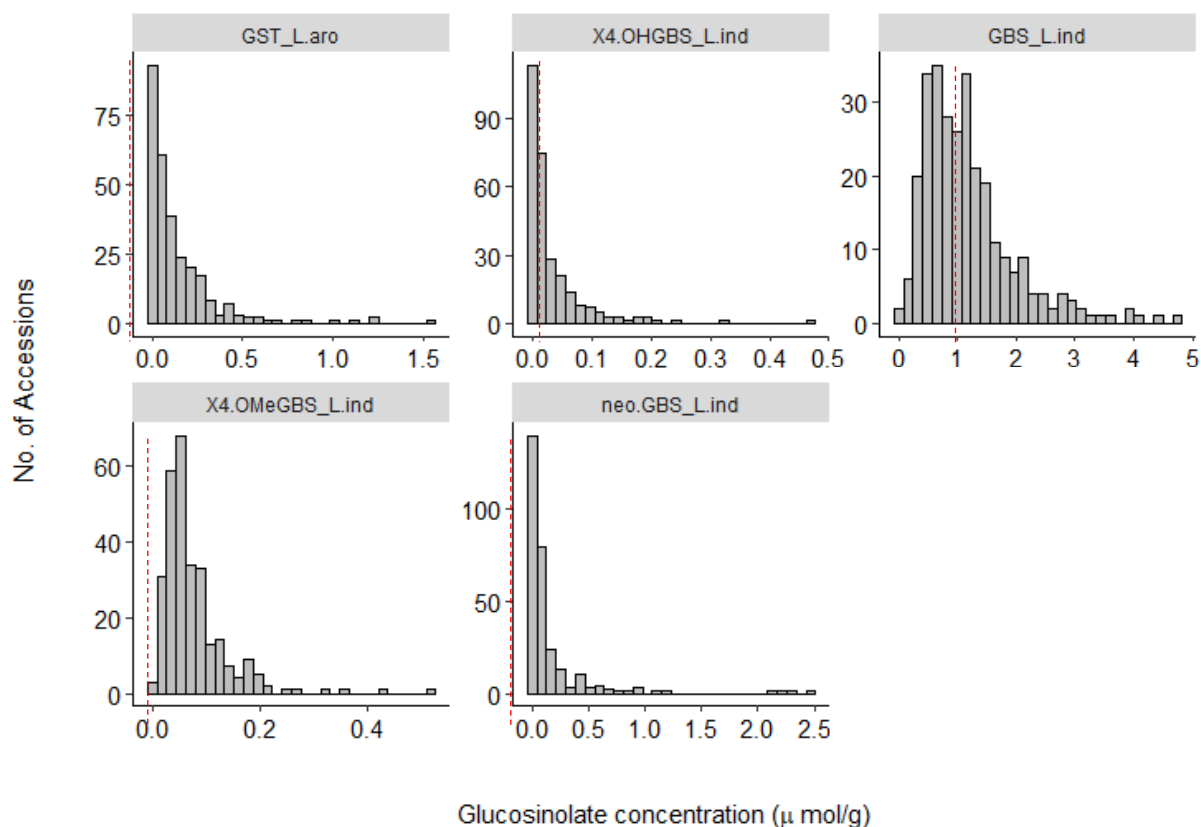 GST_L.aro
X4.OHGBS_L.ind
GBS_L.ind
75
50
25
0
0.0 0.5 1.0 1.5
90
60
30
0
0.0 0.1 0.2 0.3 0.4 0.5
30
20
10
0
0 1 2 3 4 5
No. of Accessions
X4.OMeGBS_L.ind
neo.GBS_L.ind
60
40
20
0
0.0 0.2 0.4
100
50
0
0.0 0.5 1.0 1.5 2.0 2.5
Glucosinolate concentration (μ mol/g)